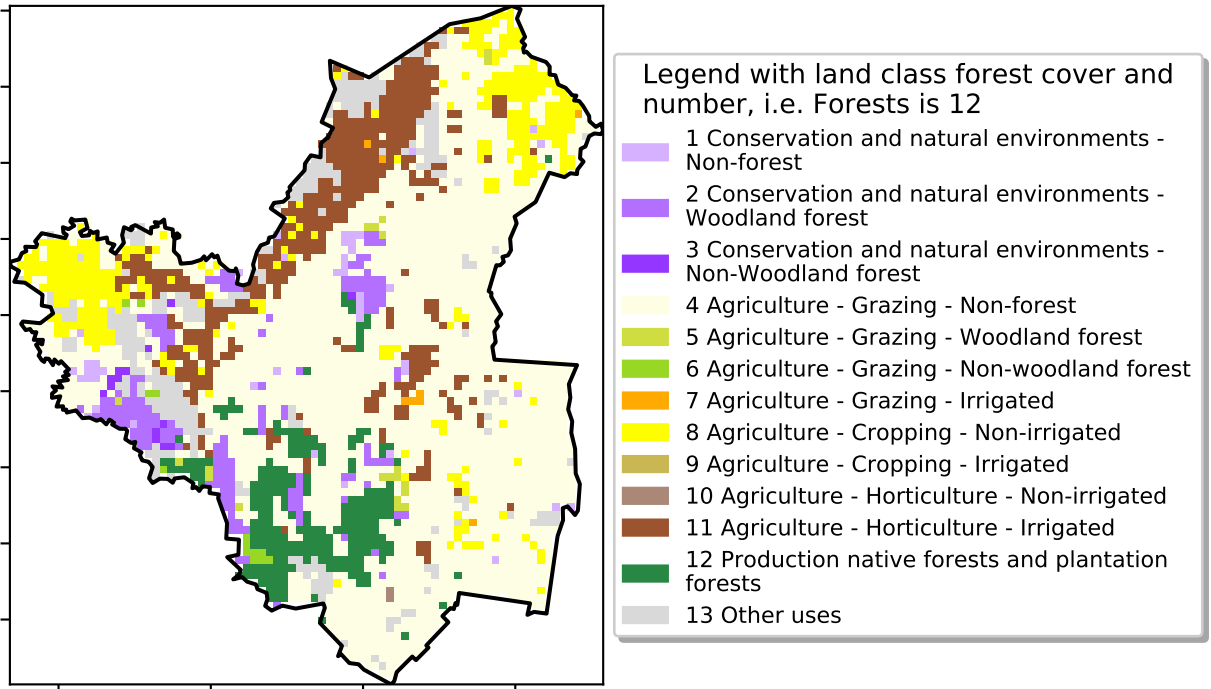 Legend with land class forest cover and
number, i.e. Forests is 12
1 Conservation and natural environments -
Non-forest
2 Conservation and natural environments -
Woodland forest
3 Conservation and natural environments -
Non-Woodland forest
4 Agriculture - Grazing - Non-forest
5 Agriculture - Grazing - Woodland forest
6 Agriculture - Grazing - Non-woodland forest
7 Agriculture - Grazing - Irrigated
8 Agriculture - Cropping - Non-irrigated
9 Agriculture - Cropping - Irrigated
10 Agriculture - Horticulture - Non-irrigated
11 Agriculture - Horticulture - Irrigated
12 Production native forests and plantation
forests
13 Other uses